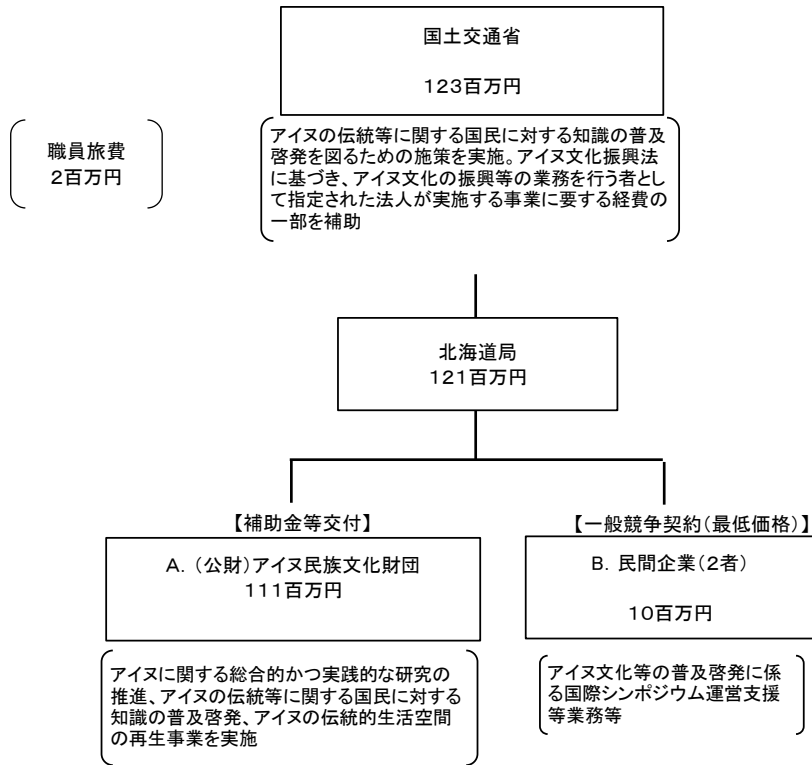 国土交通省
123百万円
職員旅費
2百万円
アイヌの伝統等に関する国民に対する知識の普及
啓発を図るための施策を実施。アイヌ文化振興法
に基づき、アイヌ文化の振興等の業務を行う者とし
て指定された法人が実施する事業に要する経費の
一部を補助
北海道局
121百万円
【補助金等交付】
A. (公財)アイヌ民族文化財団
111百万円
アイヌに関する総合的かつ実践的な研究の
推進、アイヌの伝統等に関する国民に対する
知識の普及啓発、アイヌの伝統的生活空間
の再生事業を実施
【一般競争契約(最低価格)】
B. 民間企業(2者)
10百万円
アイヌ文化等の普及啓発に係
る国際シンポジウム運営支援
等業務等